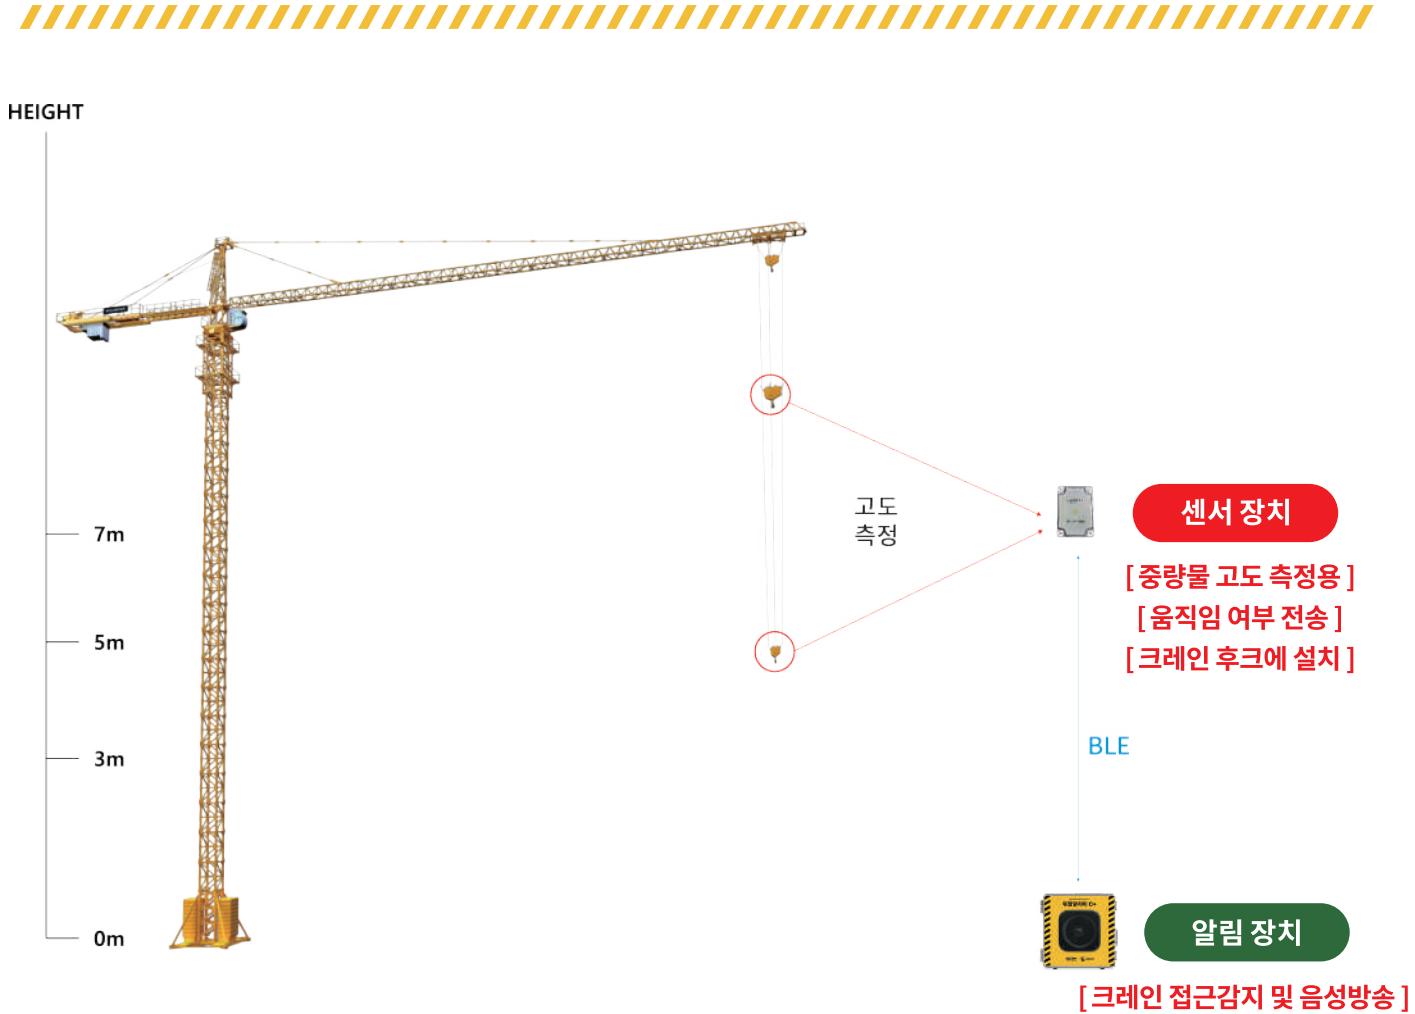 HEIGHT
7m
5m
3m
0m
고도
측정
센서 장치
[ 중량물 고도 측정용 ]
[ 움직임 여부 전송 ]
[ 크레인 후크에 설치 ]
BLE
알림 장치
[ 크레인 접근감지 및 음성방송 ]